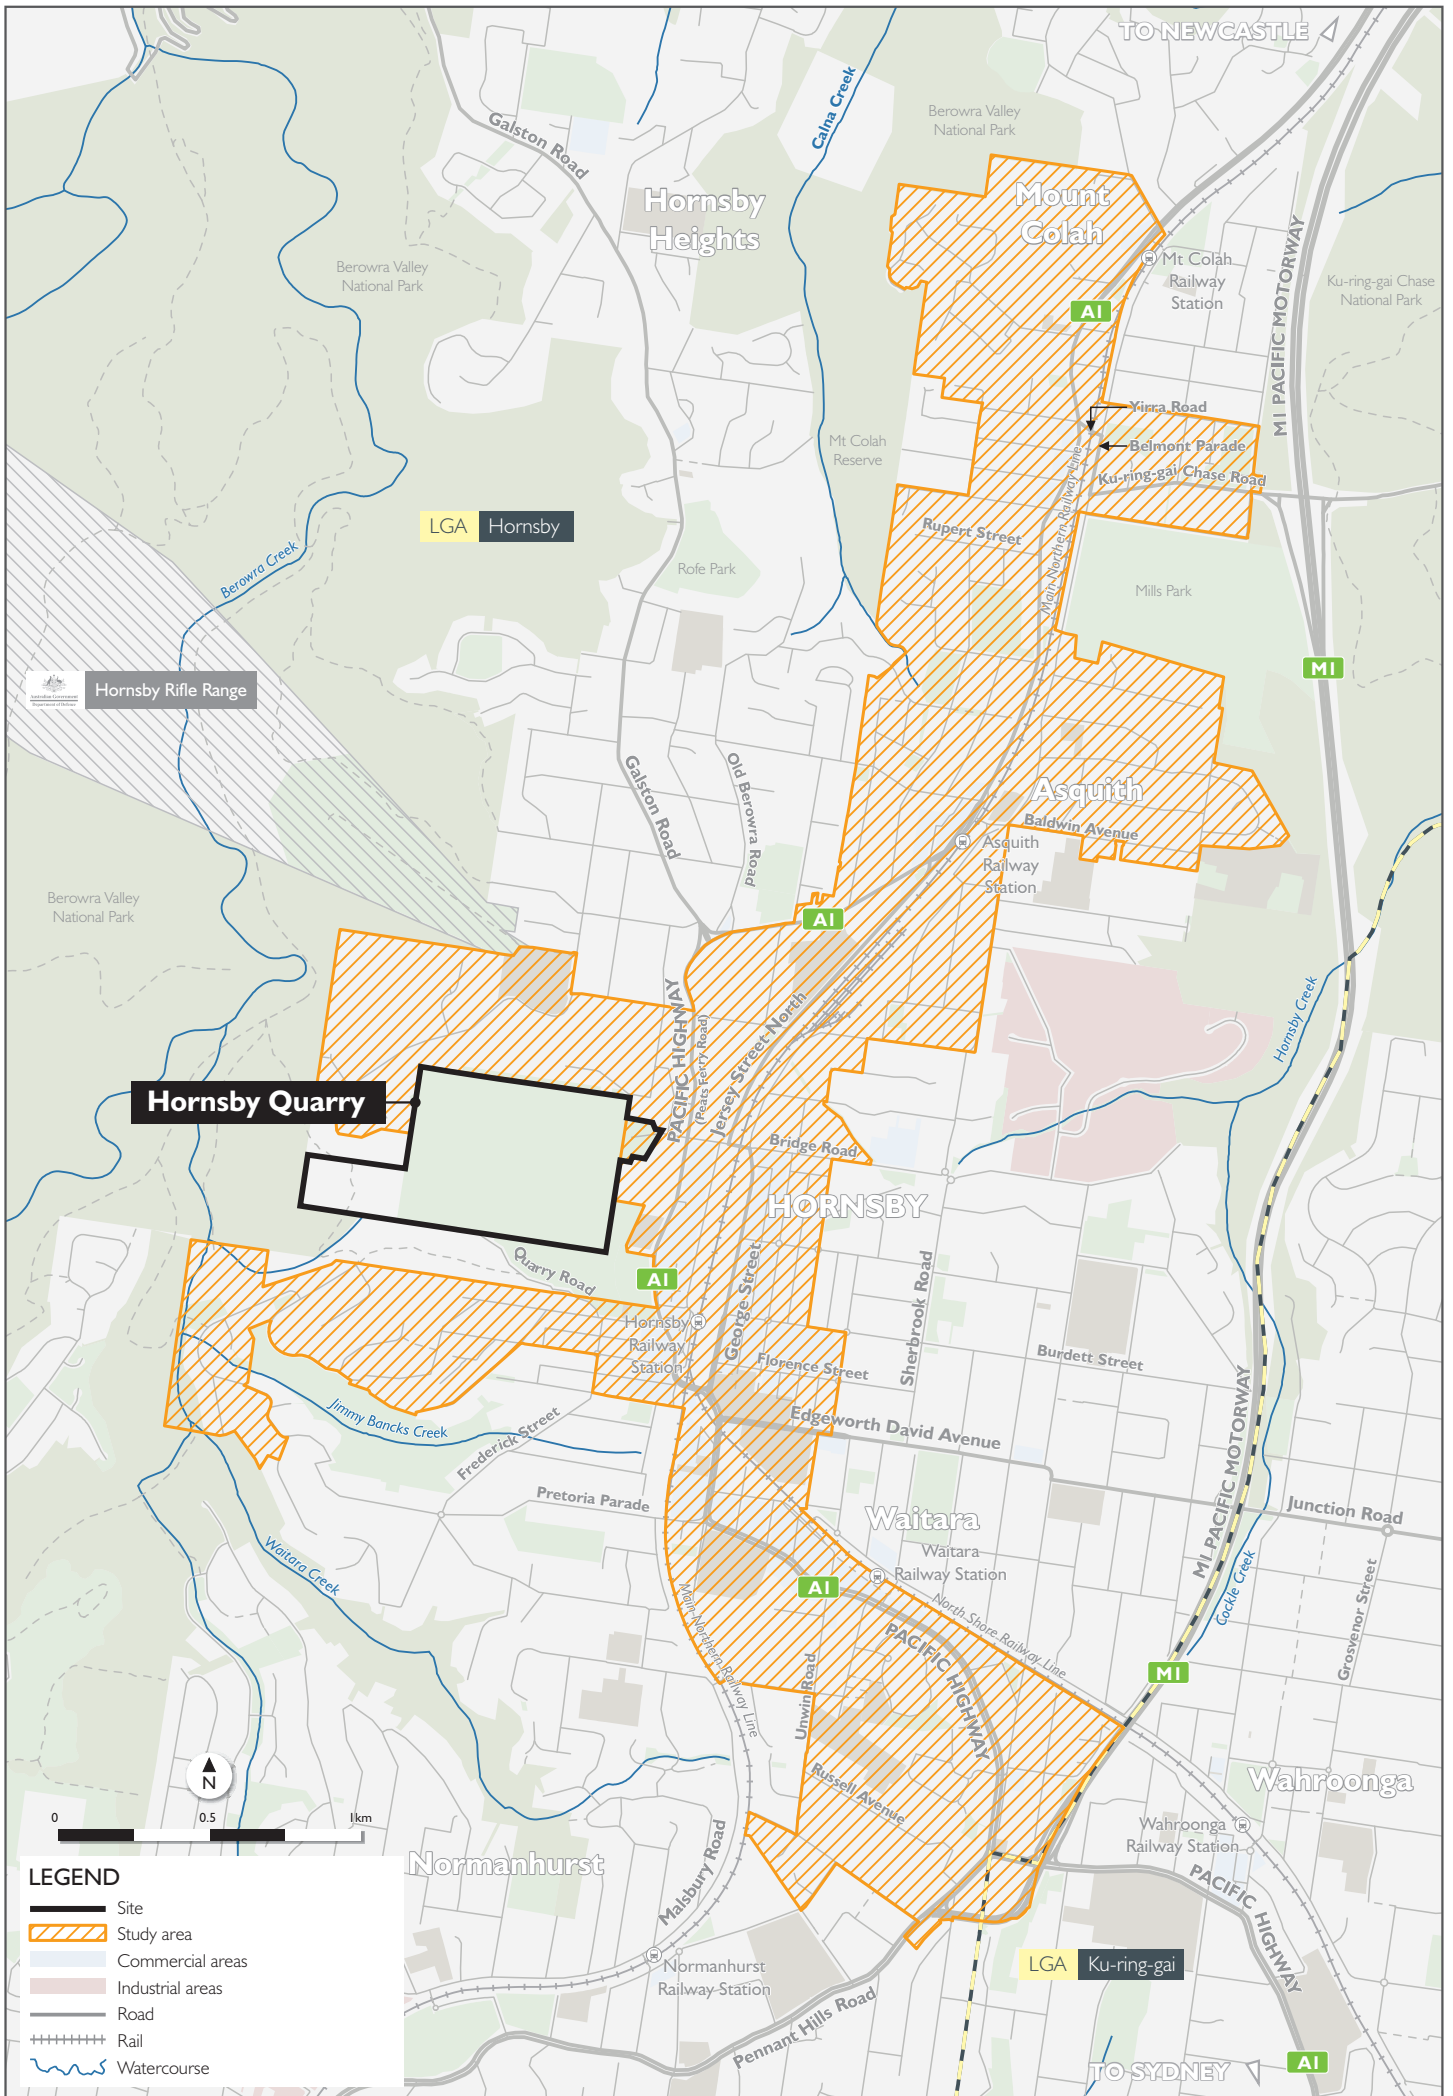 TO NEWCASTLE
Calna Creek
Galston Road
Berowra Valley
National Park
Hornsby
Heights
Mount
Colah
Mt Colah
Railway
Station
M1 PACIFIC MOTORWAY
Berowra Valley
National Park
Ku-ring-gai Chase
National Park
A1
Yirra Road
Belmont Parade
Ku-ring-gai Chase Road
Mt Colah
Reserve
Main Northern Railway Line
LGA Hornsby
Rupert Street
Berowra Creek
Rofe Park
Mills Park
M1
Australian Government
Department of Defence
Hornsby Rifle Range
Galston Road
Old Berowra Road
Asquith
Baldwin Avenue
Asquith
Railway
Station
Berowra Valley
National Park
A1
PACIFIC HIGHWAY
(Peats Ferry Road)
Jersey Street North
Hornsby Creek
Hornsby Quarry
Bridge Road
HORNSBY
Quarry Road
A1
George Street
Sherbrook Road
Hornsby
Railway
Station
Florence Street
Burdett Street
Jimmy Bancks Creek
Frederick Street
Edgeworth David Avenue
M1 PACIFIC MOTORWAY
Pretoria Parade
Waitara
Junction Road
Waitara
Railway Station
Waitara Creek
A1
Cockle Creek
Grosvenor Street
North Shore Railway Line
Main Northern Railway Line
PACIFIC HIGHWAY
Unwin Road
M1
Russell Avenue
Wahroonga
Wahroonga
Railway Station
N
0 0.5 1km
Normanhurst
Malsbury Road
PACIFIC HIGHWAY
LEGEND
Site
Study area
Commercial areas
Industrial areas
Road
Rail
Watercourse
Normanhurst
Railway Station
LGA Ku-ring-gai
Pennant Hills Road
TO SYDNEY
A1